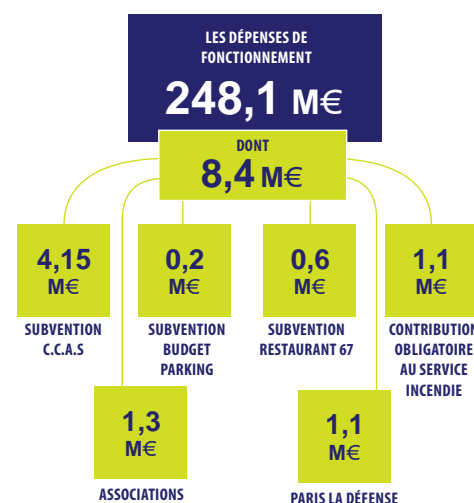 LES DÉPENSES DE
FONCTIONNEMENT
248,1 M€
DONT
8,4 M€
4,15
M€
SUBVENTION
C.C.A.S
0,2
M€
SUBVENTION
BUDGET
PARKING
0,6
M€
SUBVENTION
RESTAURANT 67
1,1
M€
CONTRIBUTION
OBLIGATOIRE
AU SERVICE
INCENDIE
1,3
M€
ASSOCIATIONS
1,1
M€
PARIS LA DÉFENSE